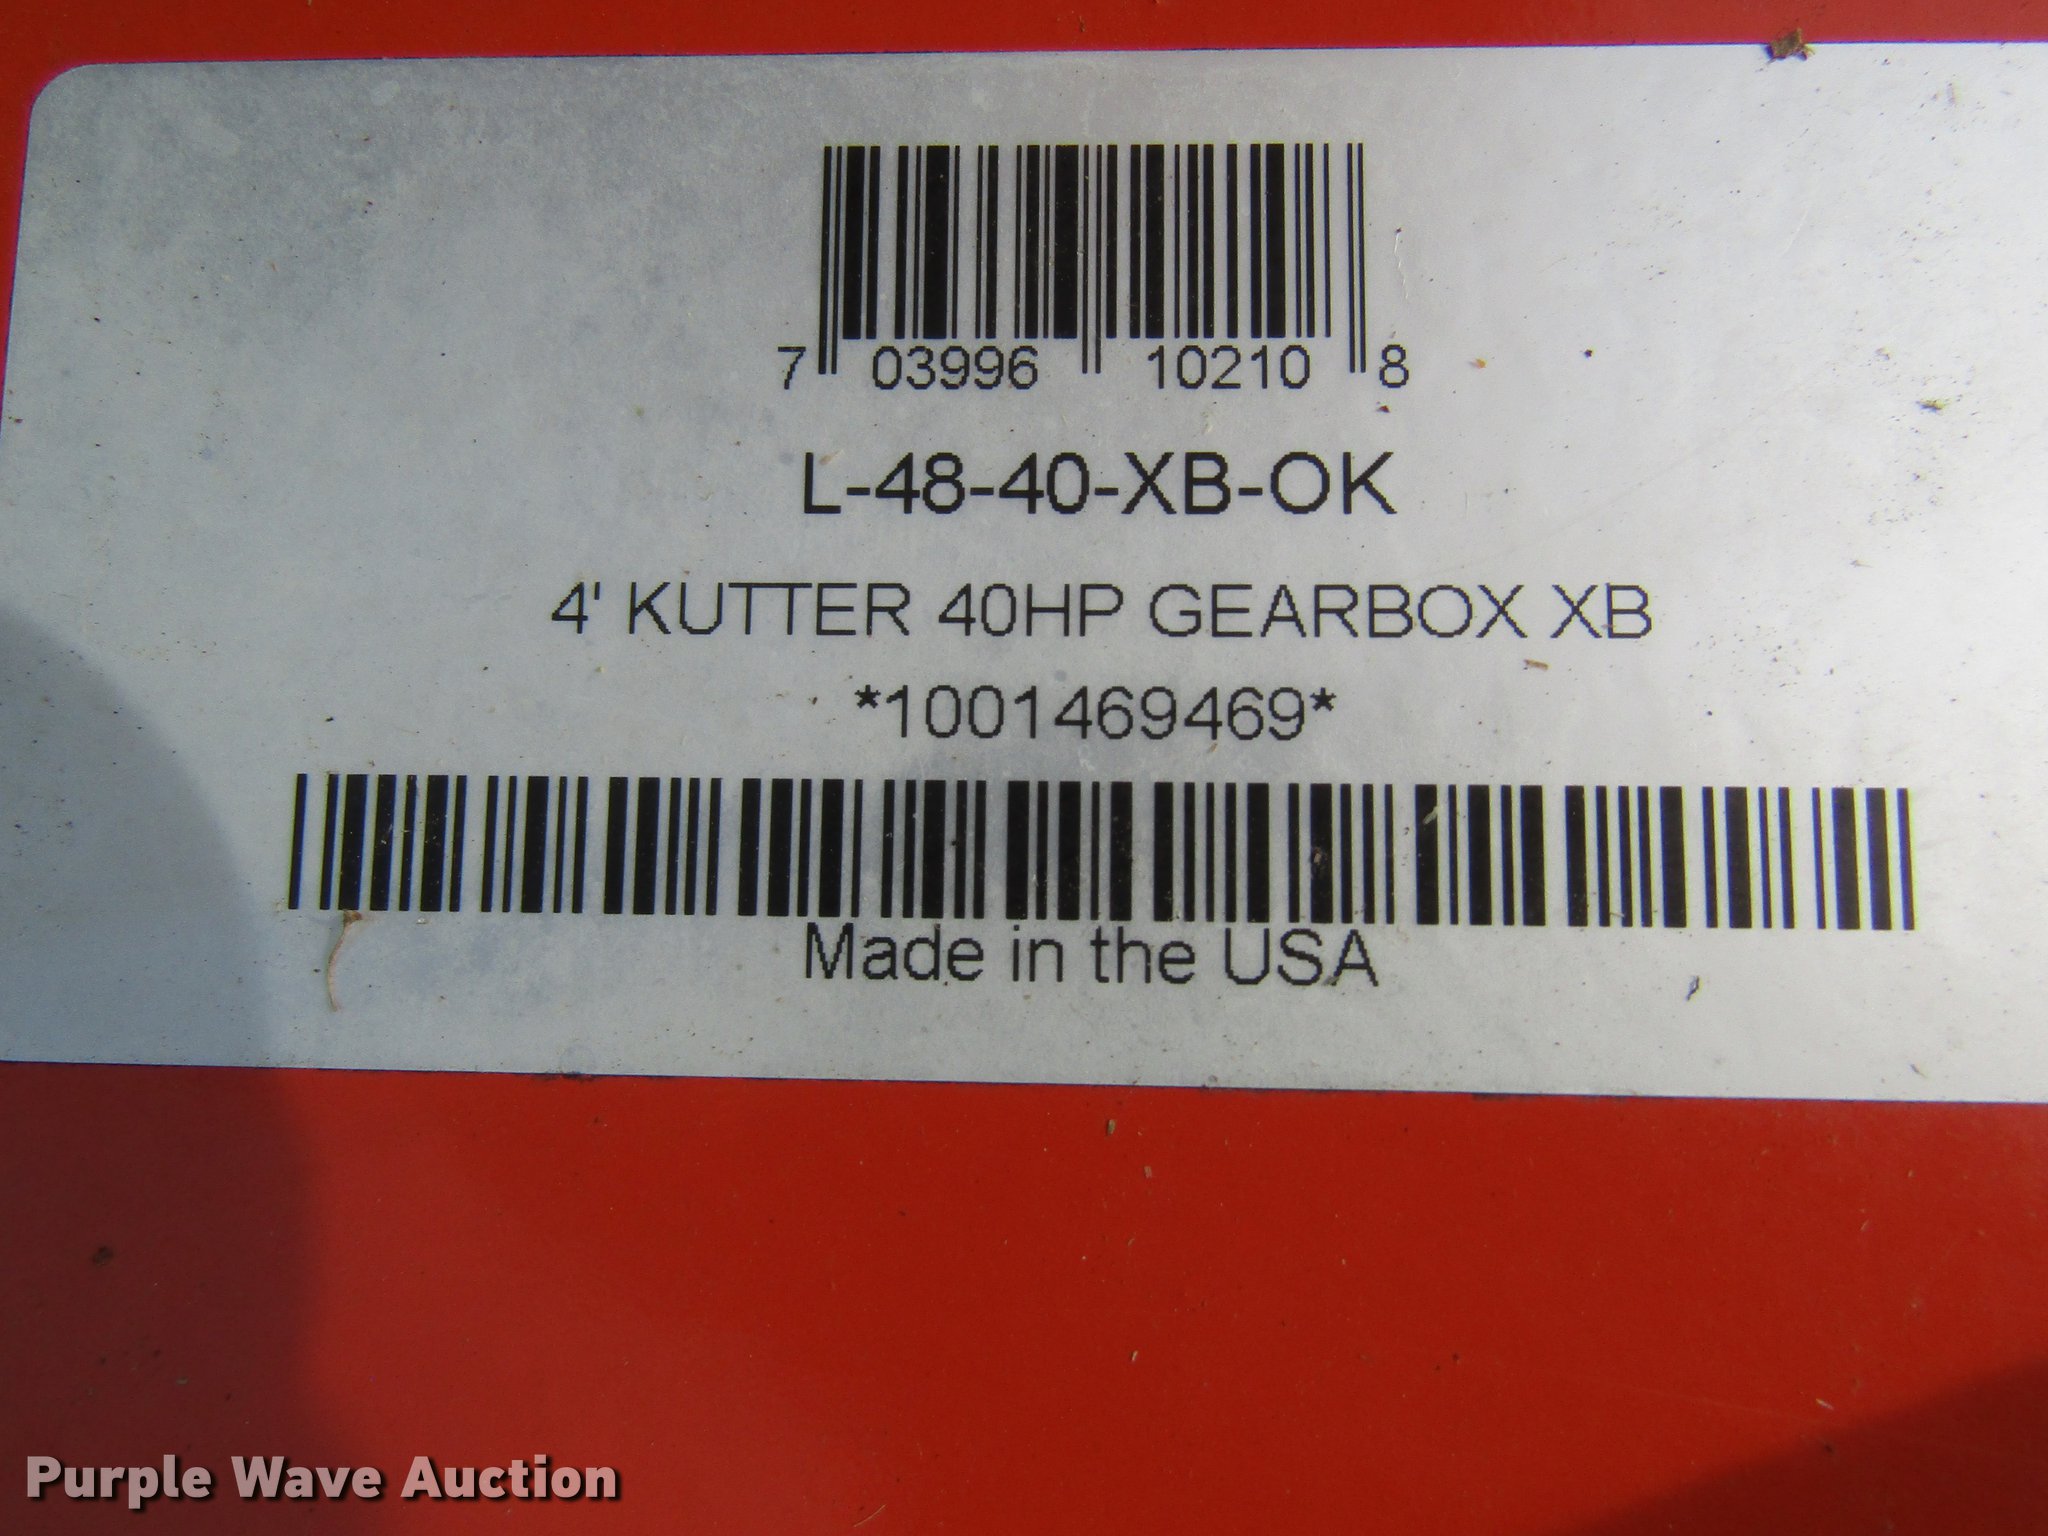 7 03996 10210 8
L-48-40-XB-OK
4' KUTTER 40HP GEARBOX XB
*1001469469*
Made in the USA
Purple Wave Auction